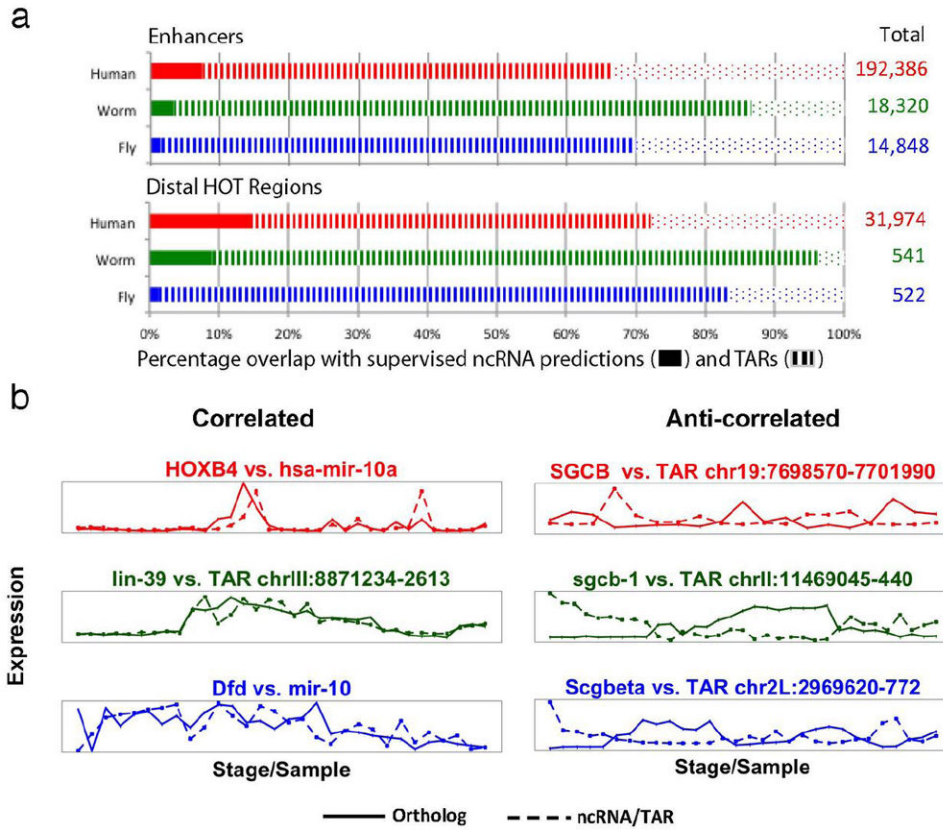 a
Enhancers
Total
Human
192,386
Worm
18,320
Fly
14,848
Distal HOT Regions
Human
31,974
Worm
541
Fly
522
0% 10% 20% 30% 40% 50% 60% 70% 80% 90% 100%
Percentage overlap with supervised ncRNA predictions ( ) and TARs ( )
b
Correlated
Anti-correlated
HOXB4 vs. hsa-mir-10a
SGCB vs. TAR chr19:7698570-7701990
lin-39 vs. TAR chrIII:8871234-2613
sgcb-1 vs. TAR chrII:11469045-440
Expression
Dfd vs. mir-10
Scgbeta vs. TAR chr2L:2969620-772
Stage/Sample
Stage/Sample
Ortholog
ncRNA/TAR